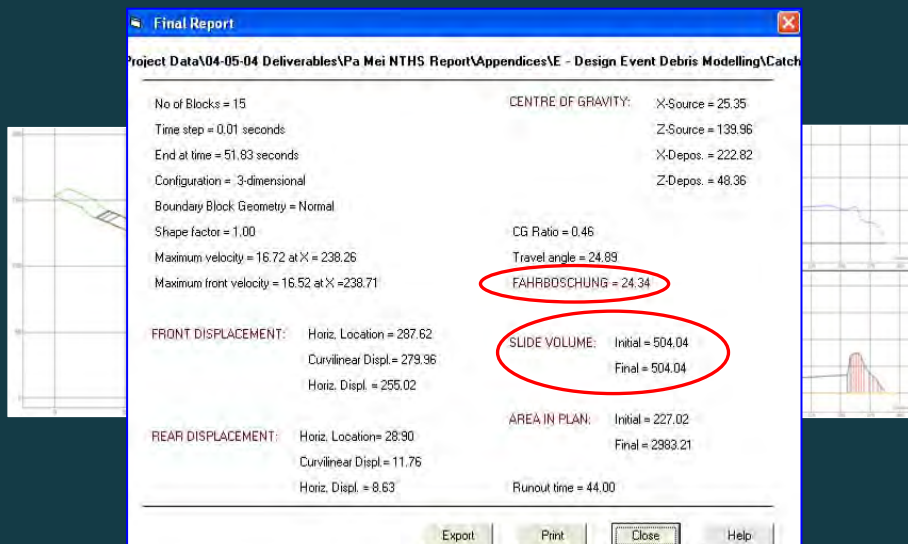 Final Report
Project Data\04-05-04 Deliverables\Pa Mei NTHS Report\Appendices\E - Design Event Debris Modelling\Catch
No of Blocks = 15
Time step = 0.01 seconds
End at time = 51.83 seconds
Configuration = 3-dimensional
Boundary Block Geometry = Normal
Shape factor = 1.00
Maximum velocity = 16.72 at X = 238.26
Maximum front velocity = 16.52 at X =238.71
CENTRE OF GRAVITY: X-Source = 25.35
Z-Source = 139.96
X-Depos. = 222.82
Z-Depos. = 48.36
CG Ratio = 0.46
Travel angle = 24.89
FAHRBOSCHUNG = 24.34
FRONT DISPLACEMENT: Horiz. Location = 287.62
Curvilinear Displ.= 279.96
Horiz. Displ. = 255.02
SLIDE VOLUME: Initial = 504.04
Final = 504.04
REAR DISPLACEMENT: Horiz. Location= 28.90
Curvilinear Displ.= 11.76
Horiz. Displ. = 8.63
AREA IN PLAN: Initial = 227.02
Final = 2983.21
Runout time = 44.00
Export Print Close Help